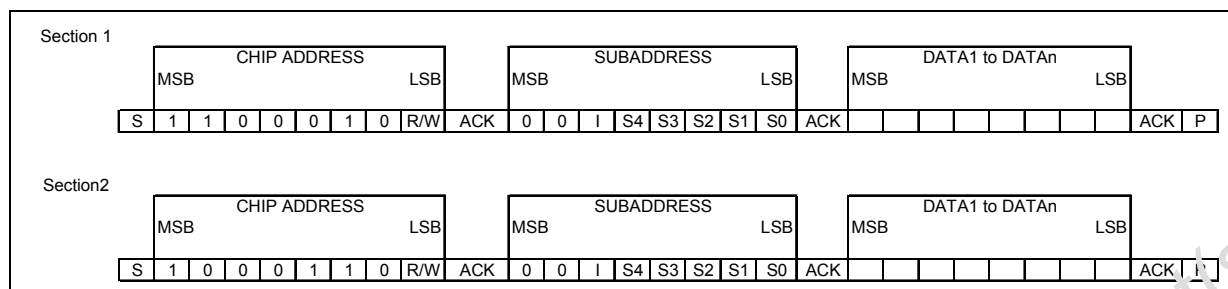 Section 1
CHIP ADDRESS SUBADDRESS DATA1 to DATAn
MSB LSB MSB LSB MSB LSB
S 1 1 0 0 0 1 0 R/W ACK 0 0 I S4 S3 S2 S1 S0 ACK ACK P
Section2
CHIP ADDRESS SUBADDRESS DATA1 to DATAn
MSB LSB MSB LSB MSB LSB
S 1 0 0 0 1 1 0 R/W ACK 0 0 I S4 S3 S2 S1 S0 ACK ACK P